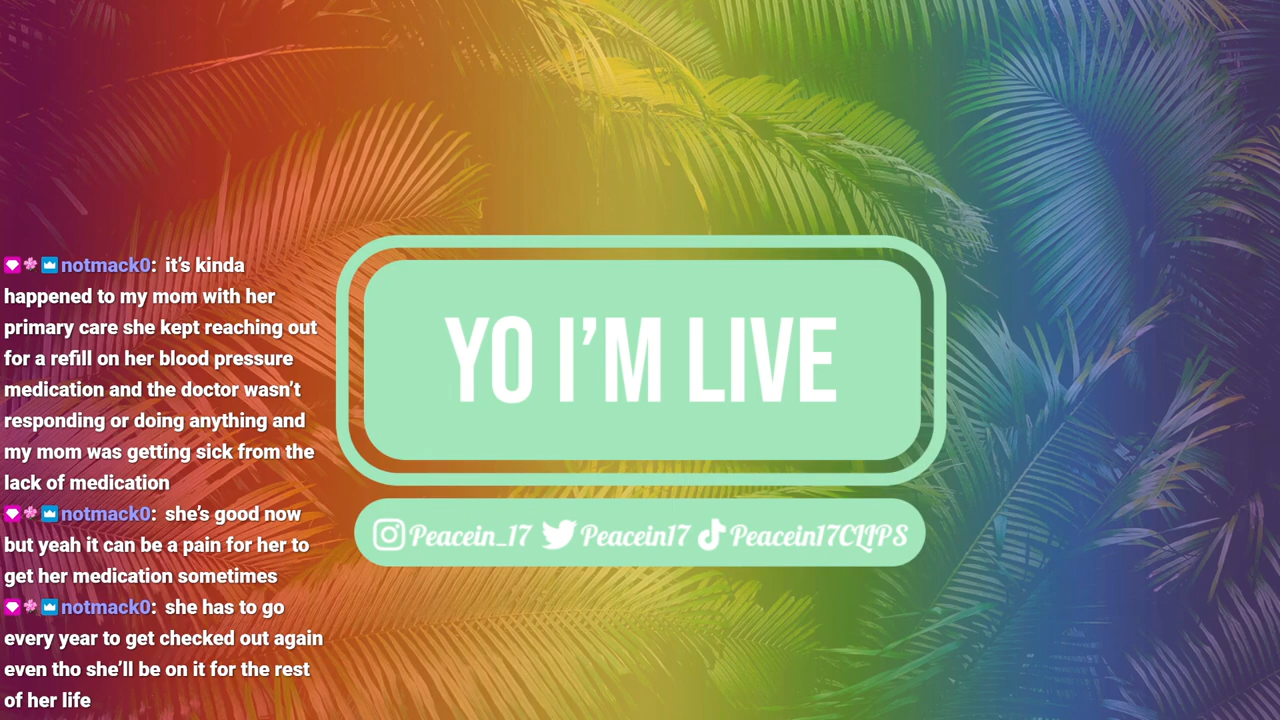 notmack0: it’s kinda
happened to my mom with her
primary care she kept reaching out
for a refill on her blood pressure
medication and the doctor wasn’t
responding or doing anything and
my mom was getting sick from the
lack of medication
notmack0: she’s good now
but yeah it can be a pain for her to
get her medication sometimes
notmack0: she has to go
every year to get checked out again
even tho she’ll be on it for the rest
of her life
YO I’M LIVE
Peacein_17 Peacein17 Peacein17CLIPS